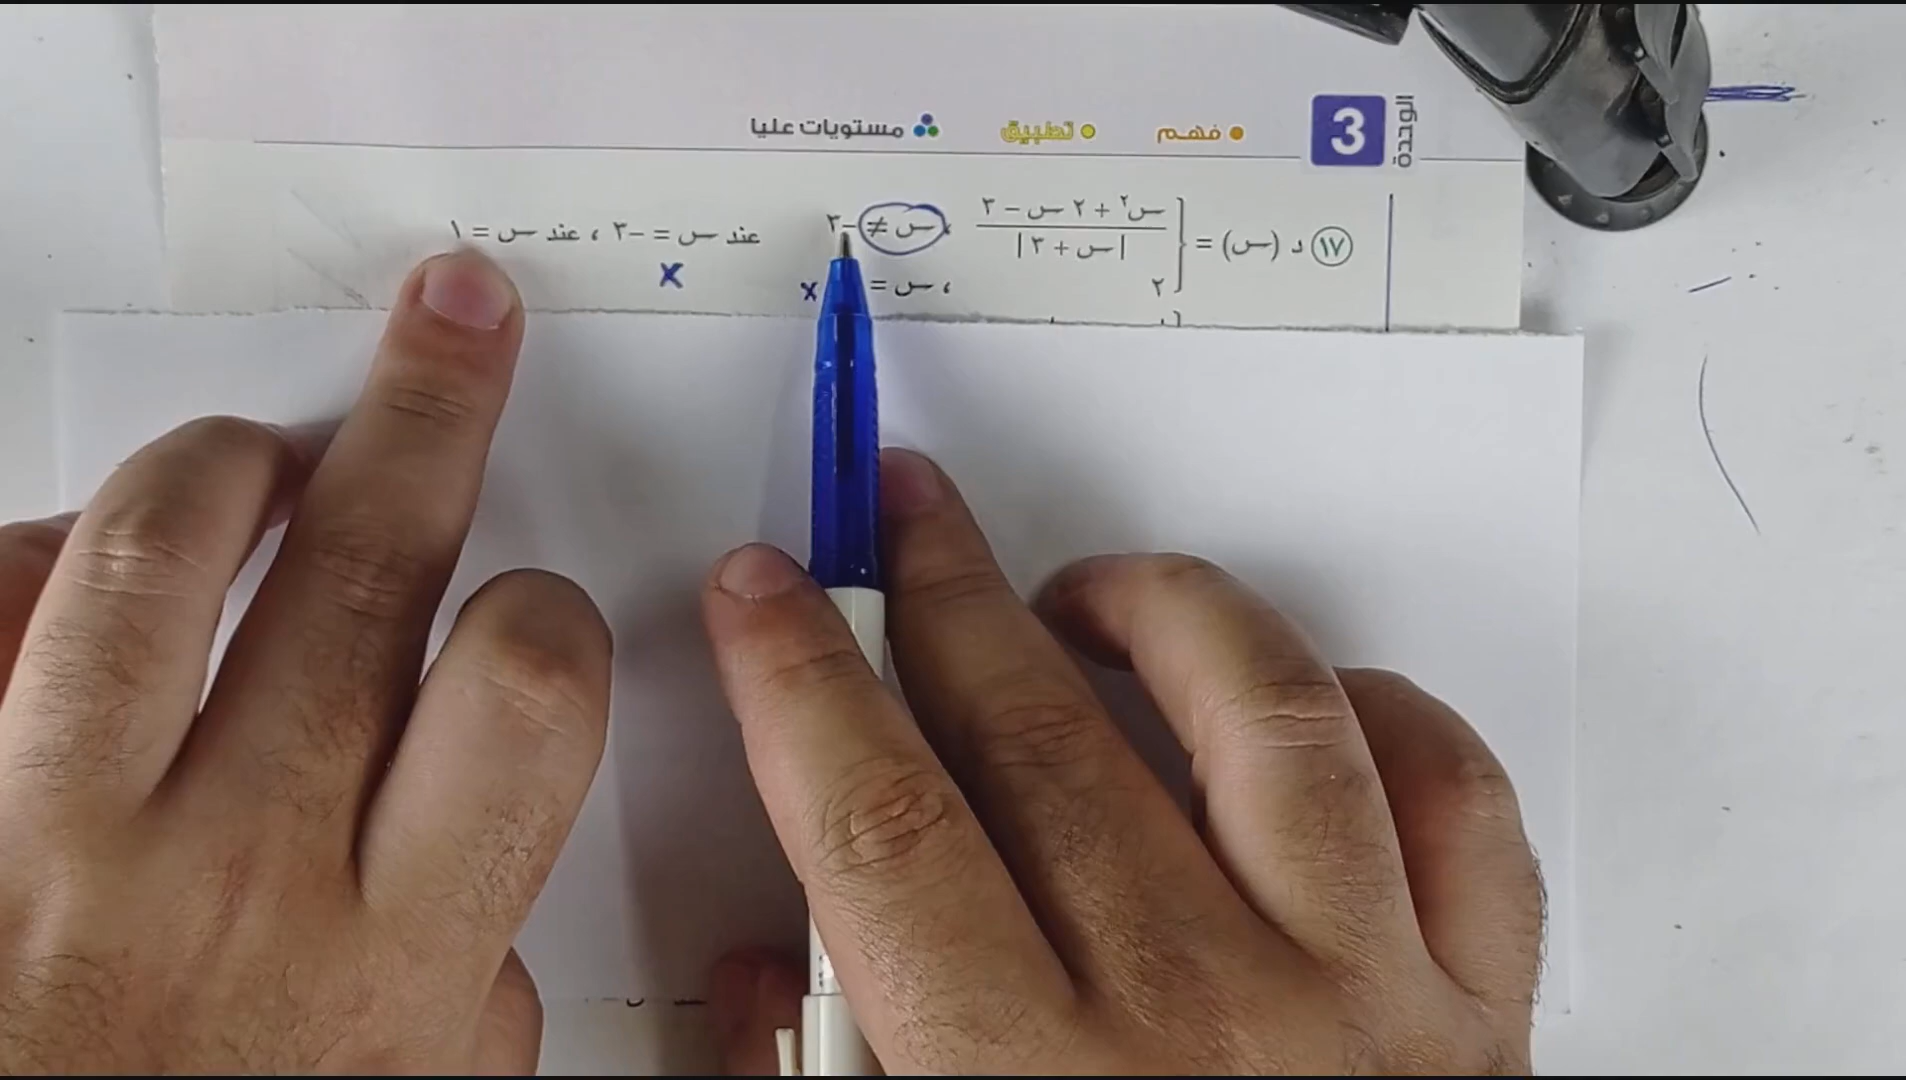 الوحدة 3 • فهم • تطبيق مستويات عليا
١٧ د (س) = { (س٢ + ٢ س – ٣) / |س + ٣| ، س ≠ –٣ عند س = –٣ ، عند س = ١
٢ ، س = x x